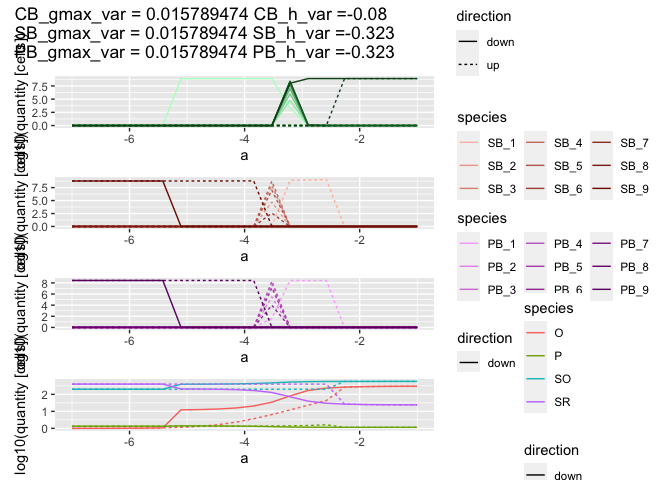 CB_gmax_var = 0.015789474 CB_h_var =-0.08
SB_gmax_var = 0.015789474 SB_h_var =-0.323
PB_gmax_var = 0.015789474 PB_h_var =-0.323
direction
down
up
7.5
5.0
2.5
0.0
-6 -4 -2
a
species
SB_1 SB_4 SB_7
SB_2 SB_5 SB_8
SB_3 SB_6 SB_9
7.5
5.0
2.5
0.0
-6 -4 -2
a
species
PB_1 PB_4 PB_7
PB_2 PB_5 PB_8
PB_3 PB_6 PB_9
8
6
4
2
0
-6 -4 -2
a
species
O
P
SO
SR
direction
down
log10(quantity [cells])
2
1
0
-6 -4 -2
a
direction
down